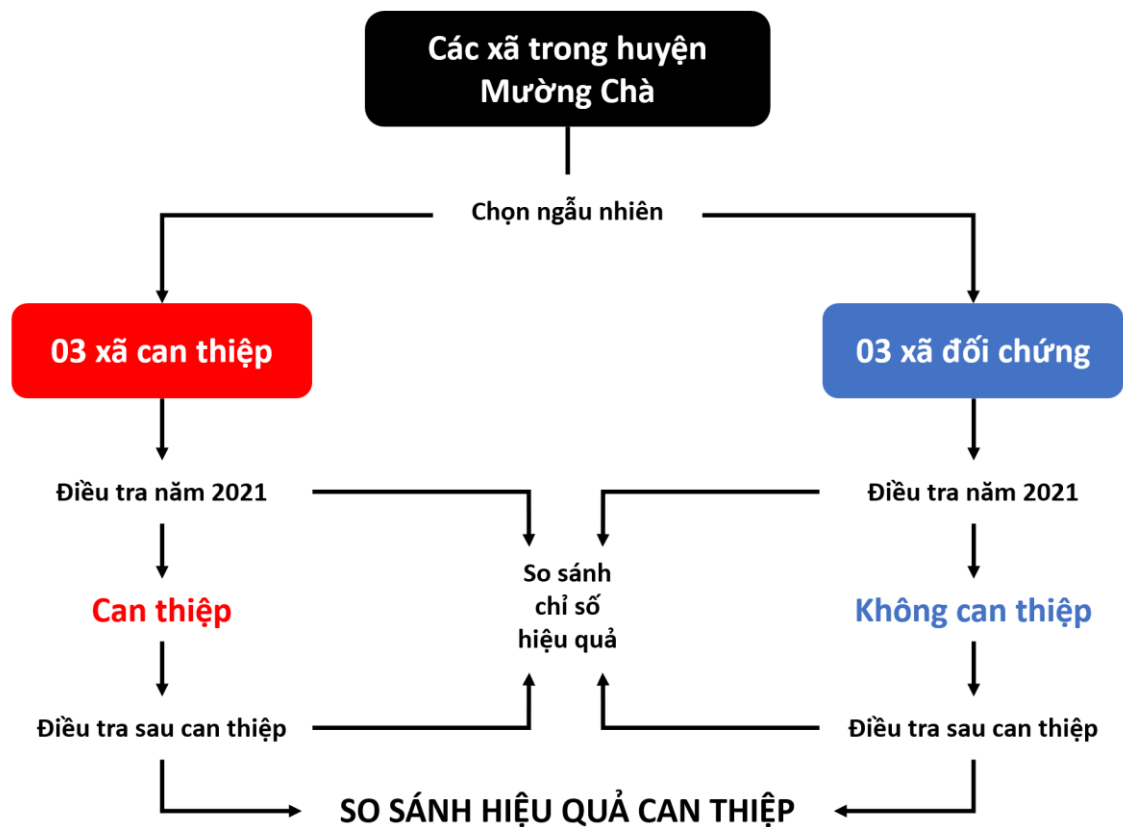 Các xã trong huyện
Mường Chà
Chọn ngẫu nhiên
03 xã can thiệp
03 xã đối chứng
Điều tra năm 2021
Điều tra năm 2021
So sánh
chỉ số
hiệu quả
Can thiệp
Không can thiệp
Điều tra sau can thiệp
Điều tra sau can thiệp
SO SÁNH HIỆU QUẢ CAN THIỆP